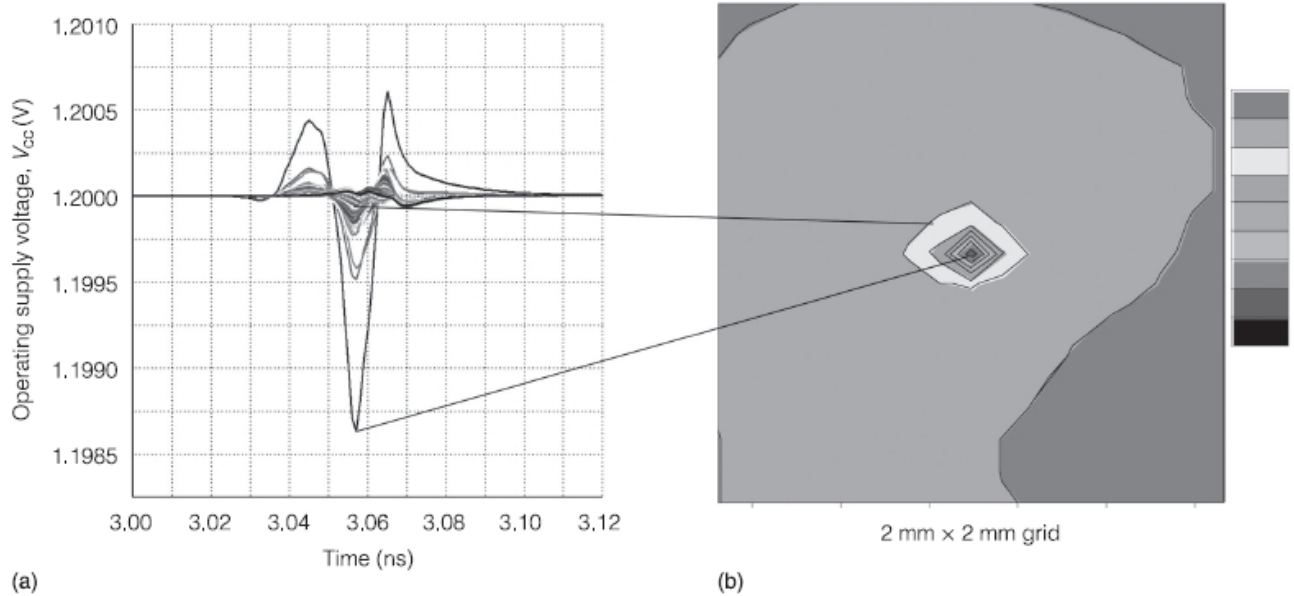 Operating supply voltage, Vcc (V)
1.2010
1.2005
1.2000
1.1995
1.1990
1.1985
3.00 3.02 3.04 3.06 3.08 3.10 3.12
Time (ns)
(a)
2 mm × 2 mm grid
(b)